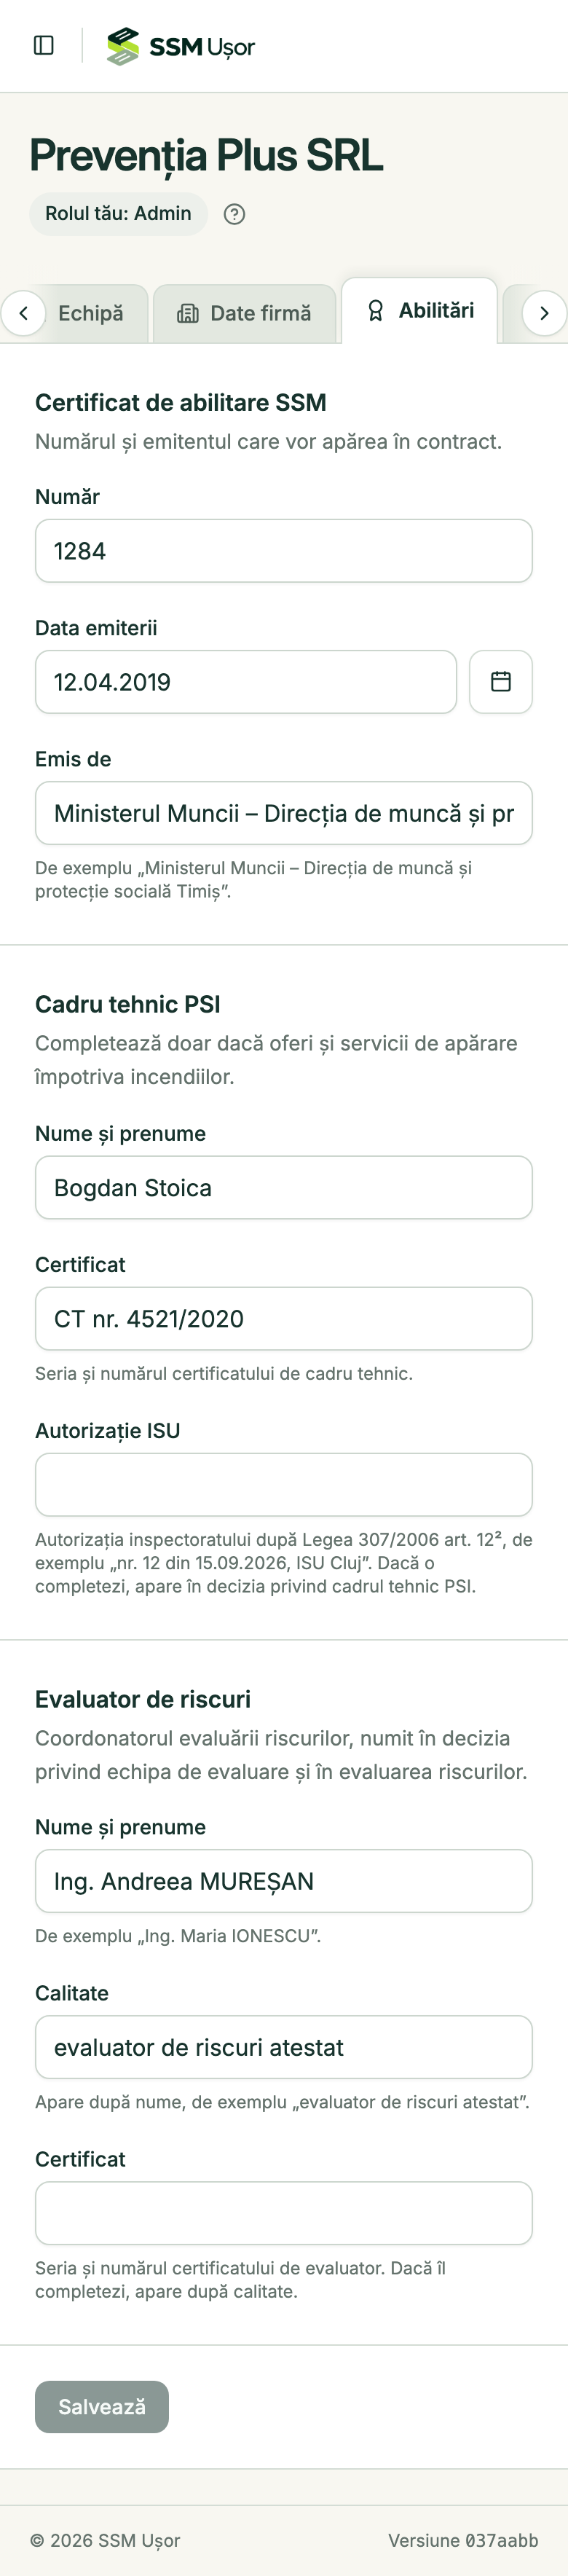 SSM Ușor
Prevenția Plus SRL
Rolul tău: Admin
Echipă
Date firmă
Abilitări
Certificat de abilitare SSM
Numărul și emitentul care vor apărea în contract.
Număr
1284
Data emiterii
12.04.2019
Emis de
Ministerul Muncii – Direcția de muncă și pr
De exemplu „Ministerul Muncii – Direcția de muncă și
protecție socială Timiș”.
Cadru tehnic PSI
Completează doar dacă oferi și servicii de apărare
împotriva incendiilor.
Nume și prenume
Bogdan Stoica
Certificat
CT nr. 4521/2020
Seria și numărul certificatului de cadru tehnic.
Autorizație ISU
Autorizația inspectoratului după Legea 307/2006 art. 12², de
exemplu „nr. 12 din 15.09.2026, ISU Cluj”. Dacă o
completezi, apare în decizia privind cadrul tehnic PSI.
Evaluator de riscuri
Coordonatorul evaluării riscurilor, numit în decizia
privind echipa de evaluare și în evaluarea riscurilor.
Nume și prenume
Ing. Andreea MUREȘAN
De exemplu „Ing. Maria IONESCU”.
Calitate
evaluator de riscuri atestat
Apare după nume, de exemplu „evaluator de riscuri atestat”.
Certificat
Seria și numărul certificatului de evaluator. Dacă îl
completezi, apare după calitate.
Salvează
© 2026 SSM Ușor
Versiune 037aabb